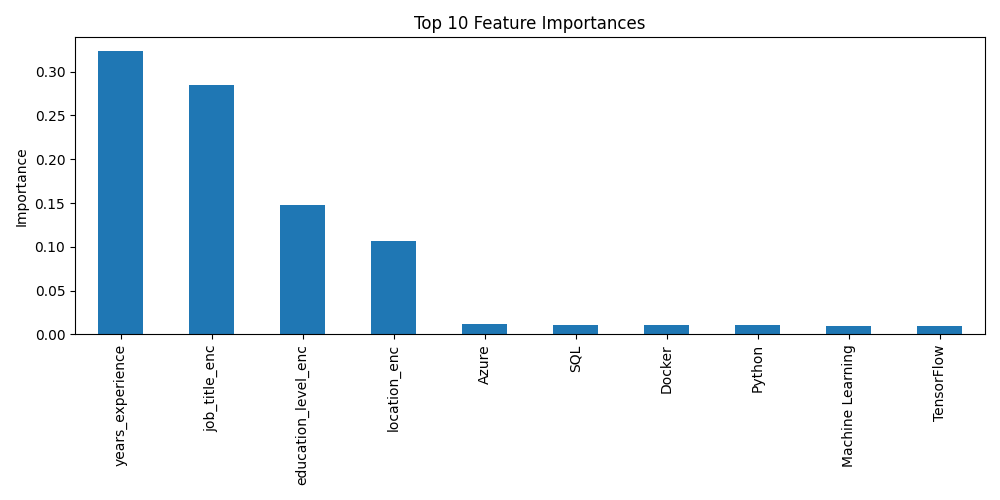 Top 10 Feature Importances
Importance
0.30
0.25
0.20
0.15
0.10
0.05
0.00
years_experience
job_title_enc
education_level_enc
location_enc
Azure
SQL
Docker
Python
Machine Learning
TensorFlow